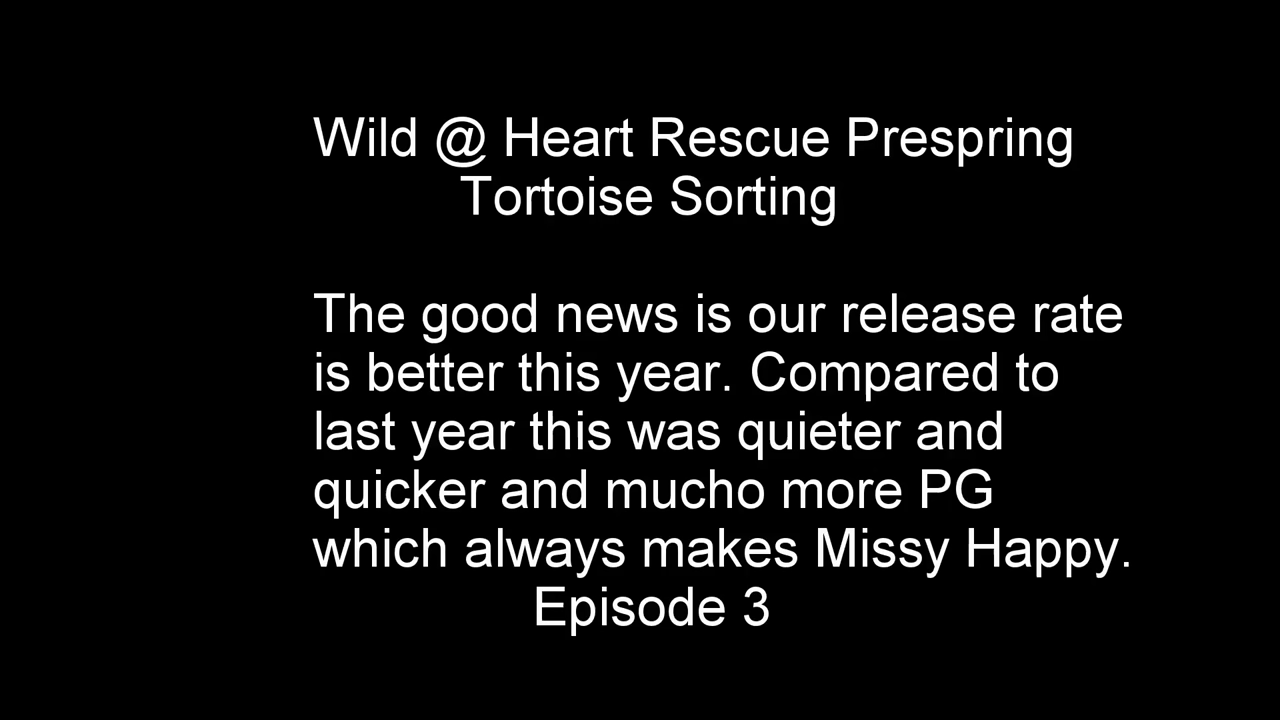 Wild @ Heart Rescue Prespring
Tortoise Sorting
The good news is our release rate
is better this year. Compared to
last year this was quieter and
quicker and mucho more PG
which always makes Missy Happy.
Episode 3